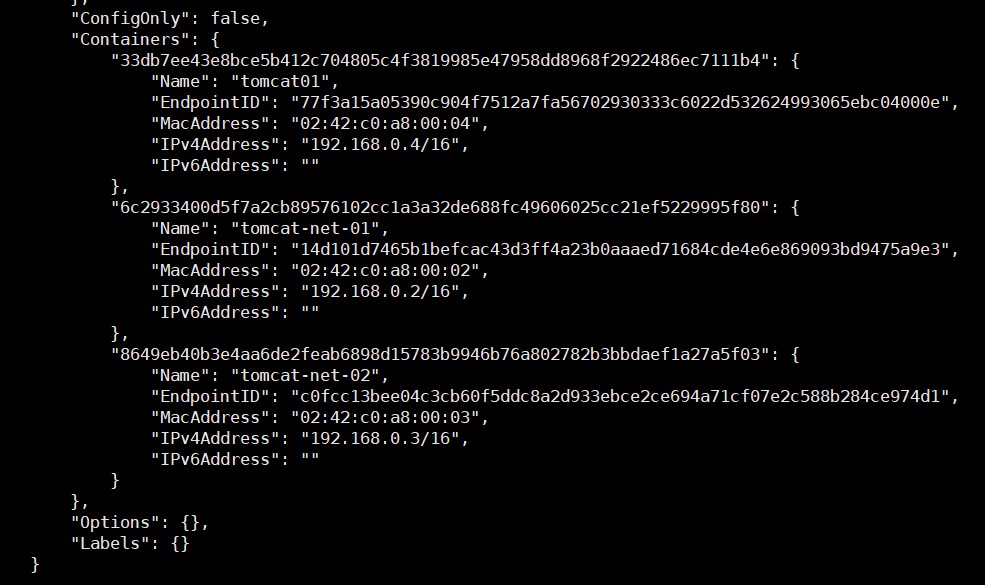 },
"ConfigOnly": false,
"Containers": {
"33db7ee43e8bce5b412c704805c4f3819985e47958dd8968f2922486ec7111b4": {
"Name": "tomcat01",
"EndpointID": "77f3a15a05390c904f7512a7fa56702930333c6022d532624993065ebc04000e",
"MacAddress": "02:42:c0:a8:00:04",
"IPv4Address": "192.168.0.4/16",
"IPv6Address": ""
},
"6c2933400d5f7a2cb89576102cc1a3a32de688fc49606025cc21ef5229995f80": {
"Name": "tomcat-net-01",
"EndpointID": "14d101d7465b1befcac43d3ff4a23b0aaaed71684cde4e6e869093bd9475a9e3",
"MacAddress": "02:42:c0:a8:00:02",
"IPv4Address": "192.168.0.2/16",
"IPv6Address": ""
},
"8649eb40b3e4aa6de2feab6898d15783b9946b76a802782b3bbdaef1a27a5f03": {
"Name": "tomcat-net-02",
"EndpointID": "c0fcc13bee04c3cb60f5ddc8a2d933ebce2ce694a71cf07e2c588b284ce974d1",
"MacAddress": "02:42:c0:a8:00:03",
"IPv4Address": "192.168.0.3/16",
"IPv6Address": ""
}
},
"Options": {},
"Labels": {}
}